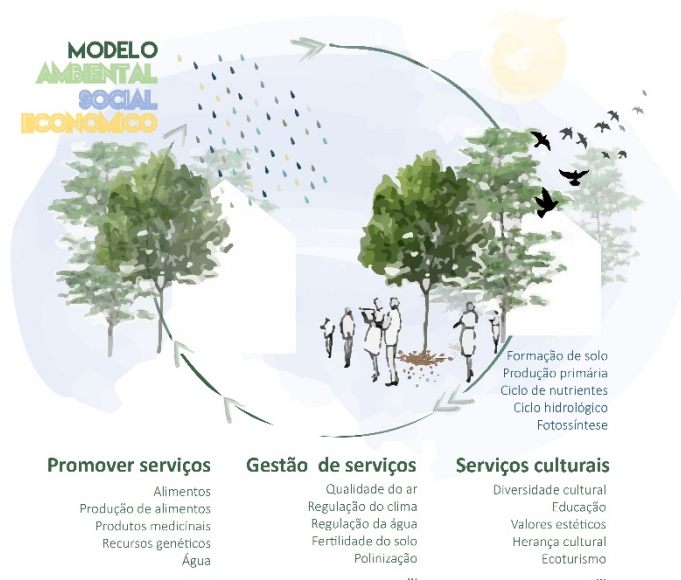 MODELO
AMBIENTAL
SOCIAL
ECONOMICO
Formação de solo
Produção primária
Ciclo de nutrientes
Ciclo hidrológico
Fotossíntese
Promover serviços
Alimentos
Produção de alimentos
Produtos medicinais
Recursos genéticos
Água
Gestão de serviços
Qualidade do ar
Regulação do clima
Regulação da água
Fertilidade do solo
Polinização
...
Serviços culturais
Diversidade cultural
Educação
Valores estéticos
Herança cultural
Ecoturismo
...